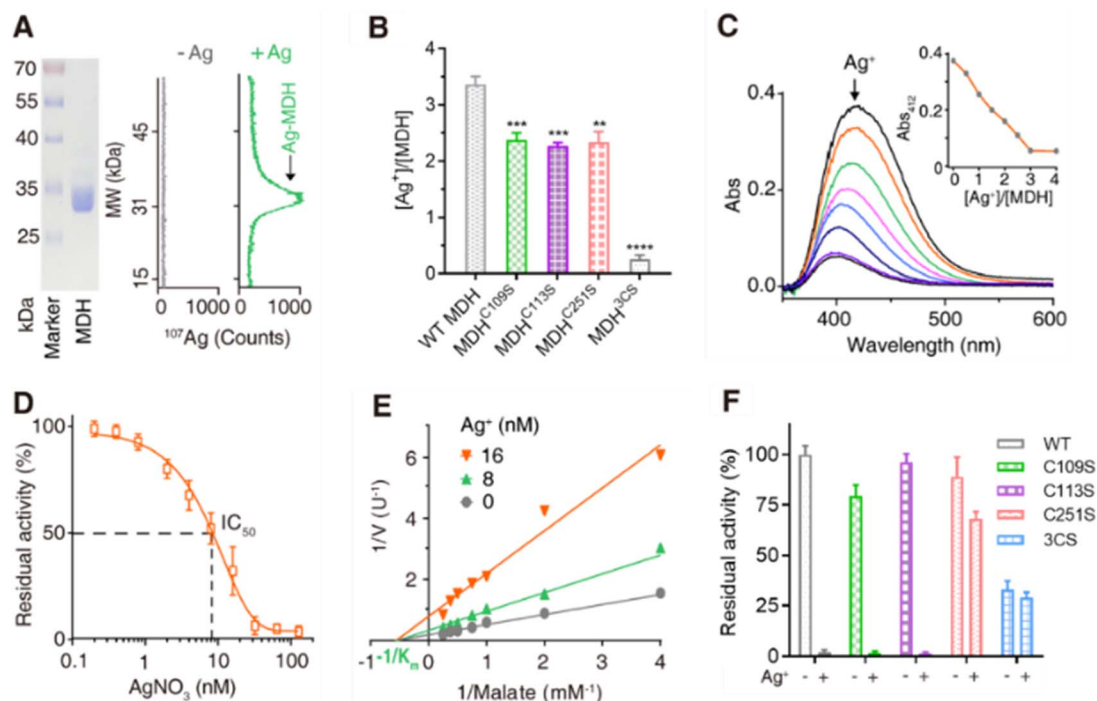 A
- Ag
+ Ag
70
55
40
35
25
kDa
Marker
MDH
MW (kDa)
45
31
15
Ag-MDH
0
1000
0
1000
107Ag (Counts)
B
[Ag+]/[MDH]
4
3
2
1
0
***
***
**
****
WT MDH
MDHC109S
MDHC113S
MDHC251S
MDH3CS
C
Ag+
Abs
0.4
0.2
0.0
400
500
600
Wavelength (nm)
Abs412
0.4
0.2
0
0 1 2 3 4
[Ag+]/[MDH]
D
Residual activity (%)
100
50
0
IC50
0.1
1
10
100
AgNO3 (nM)
E
Ag+ (nM)
16
8
0
1/V (U-1)
6
4
2
-1
-1/Km
0
1
2
3
4
1/Malate (mM-1)
F
Residual activity (%)
100
75
50
25
0
WT
C109S
C113S
C251S
3CS
Ag+ - + - + - + - + - +